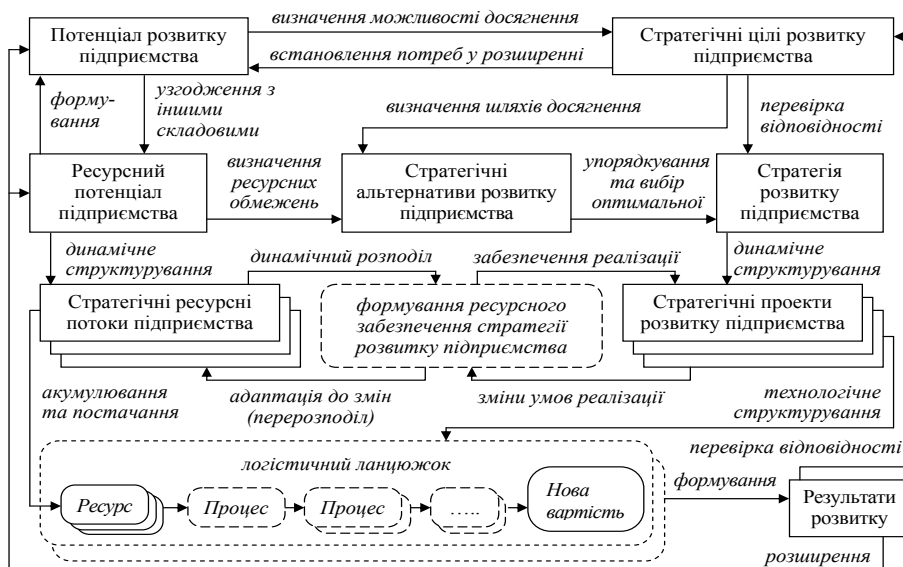 Потенціал розвитку
підприємства
визначення можливості досягнення
встановлення потреб у розширенні
Стратегічні цілі розвитку
підприємства
форму-
вання
узгодження з
іншими
складовими
визначення шляхів досягнення
перевірка
відповідності
Ресурсний
потенціал
підприємства
визначення
ресурсних
обмежень
Стратегічні
альтернативи розвитку
підприємства
упорядкування
та вибір
оптимальної
Стратегія
розвитку
підприємства
динамічне
структурування
динамічний розподіл
забезпечення реалізації
динамічне
структурування
Стратегічні ресурсні
потоки підприємства
формування ресурсного
забезпечення стратегії
розвитку підприємства
Стратегічні проекти
розвитку підприємства
акумулювання
та постачання
адаптація до змін
(перерозподіл)
зміни умов реалізації
технологічне
структурування
логістичний ланцюжок
перевірка відповідності
Ресурс
Процес
Процес
…..
Нова
вартість
формування
Результати
розвитку
розширення